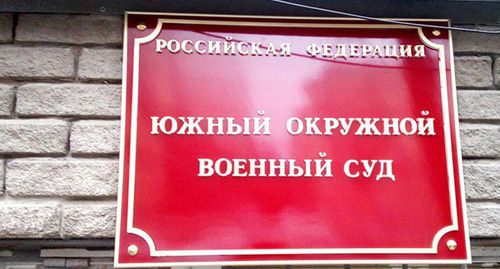 РОССИЙСКАЯ ФЕДЕРАЦИЯ
ЮЖНЫЙ ОКРУЖНОЙ
ВОЕННЫЙ СУД